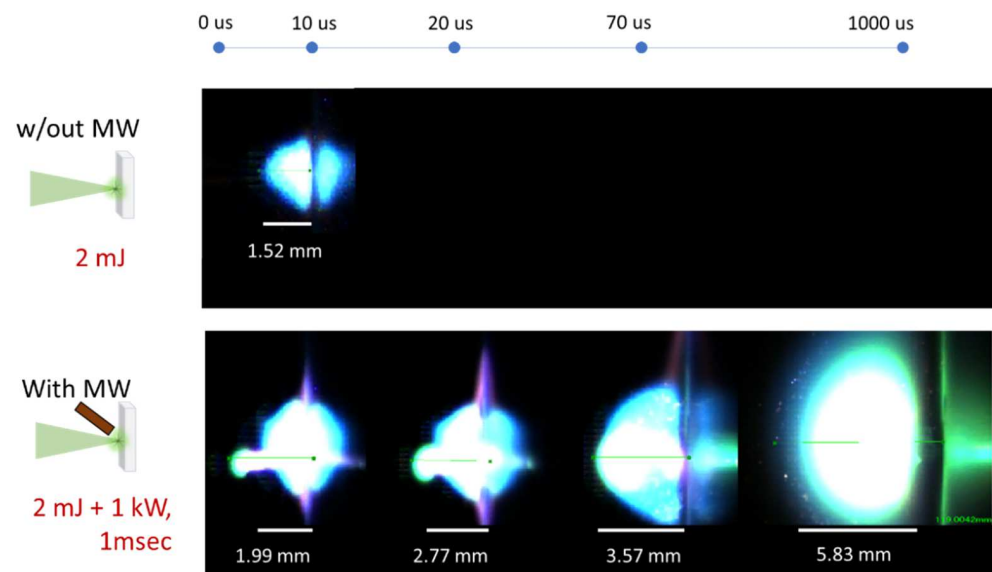 0 us 10 us 20 us 70 us 1000 us
w/out MW
2 mJ
1.52 mm
With MW
2 mJ + 1 kW,
1msec
1.99 mm 2.77 mm 3.57 mm 5.83 mm